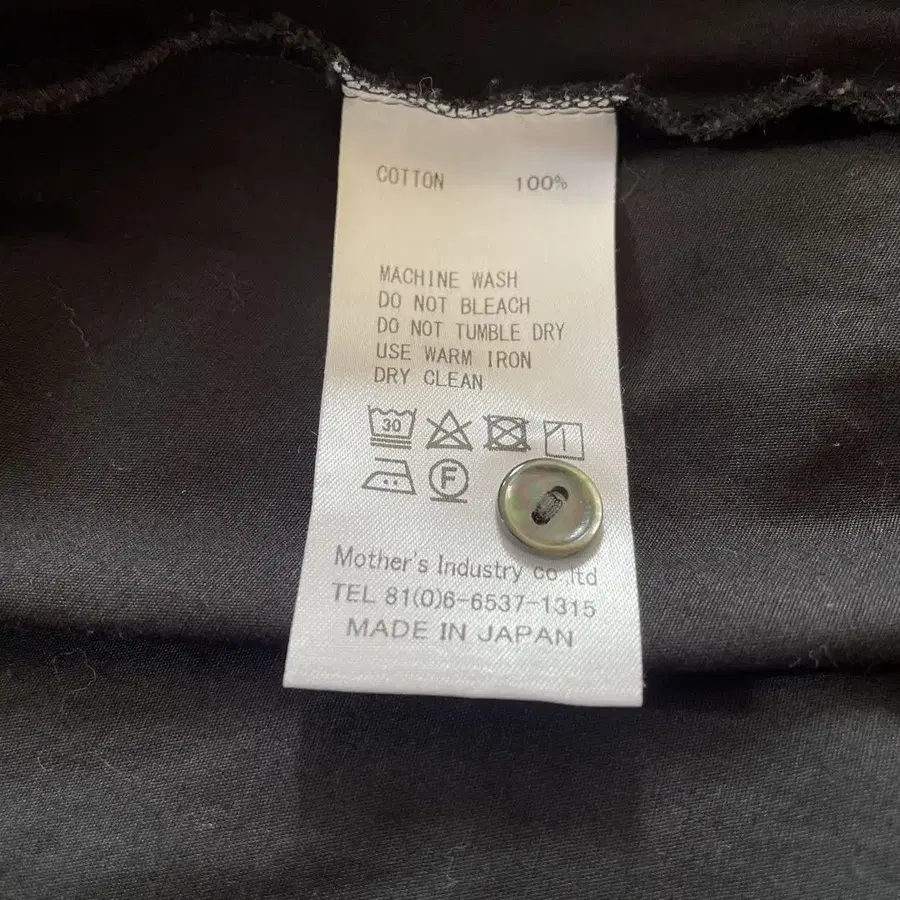 COTTON 100%
MACHINE WASH
DO NOT BLEACH
DO NOT TUMBLE DRY
USE WARM IRON
DRY CLEAN
30
F
Mother's Industry co.ltd
TEL 81(0)6-6537-1315
MADE IN JAPAN